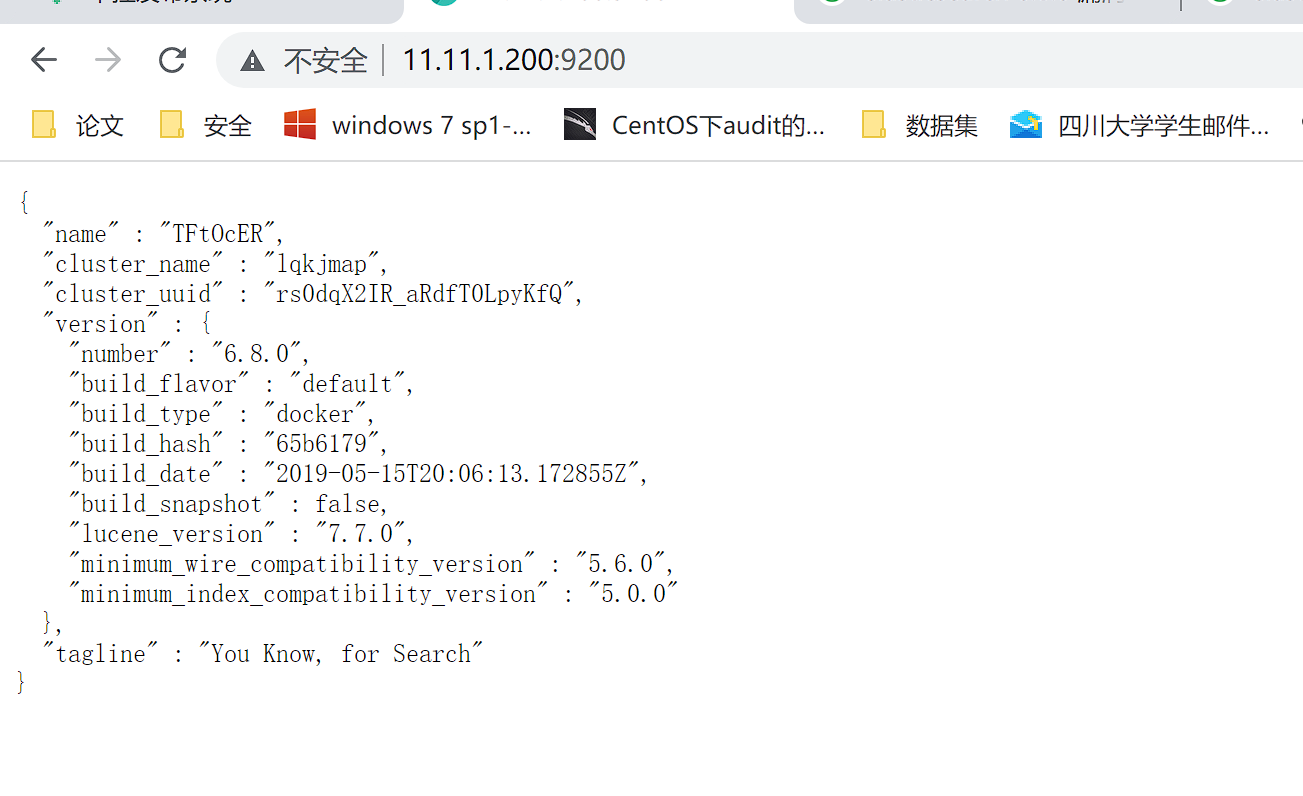 不安全 11.11.1.200:9200
论文 安全 windows 7 sp1-... CentOS下audit的... 数据集 四川大学学生邮件...
{
"name" : "TFtOcER",
"cluster_name" : "lqkjmap",
"cluster_uuid" : "rsOdqX2IR_aRdfTOLpyKfQ",
"version" : {
"number" : "6.8.0",
"build_flavor" : "default",
"build_type" : "docker",
"build_hash" : "65b6179",
"build_date" : "2019-05-15T20:06:13.172855Z",
"build_snapshot" : false,
"lucene_version" : "7.7.0",
"minimum_wire_compatibility_version" : "5.6.0",
"minimum_index_compatibility_version" : "5.0.0"
},
"tagline" : "You Know, for Search"
}